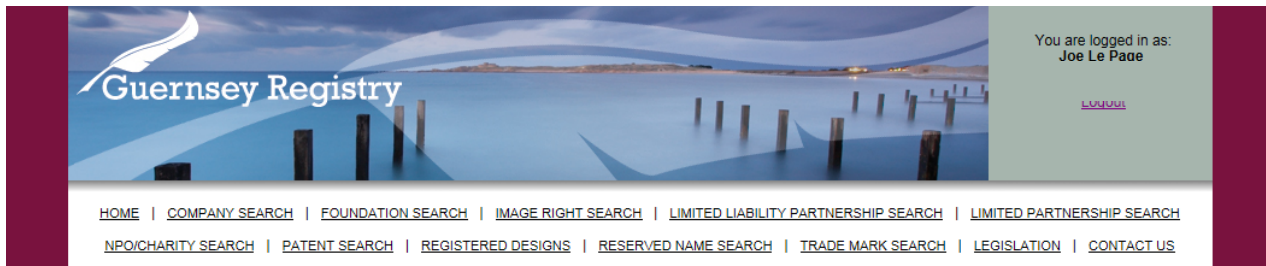 Guernsey Registry
You are logged in as:
Joe Le Page
Logout
HOME | COMPANY SEARCH | FOUNDATION SEARCH | IMAGE RIGHT SEARCH | LIMITED LIABILITY PARTNERSHIP SEARCH | LIMITED PARTNERSHIP SEARCH
NPO/CHARITY SEARCH | PATENT SEARCH | REGISTERED DESIGNS | RESERVED NAME SEARCH | TRADE MARK SEARCH | LEGISLATION | CONTACT US